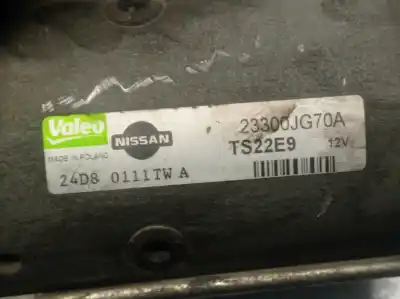 Valeo
MADE IN POLAND
NISSAN
23300JG70A
TS22E9
12V
24D8 0111TW A